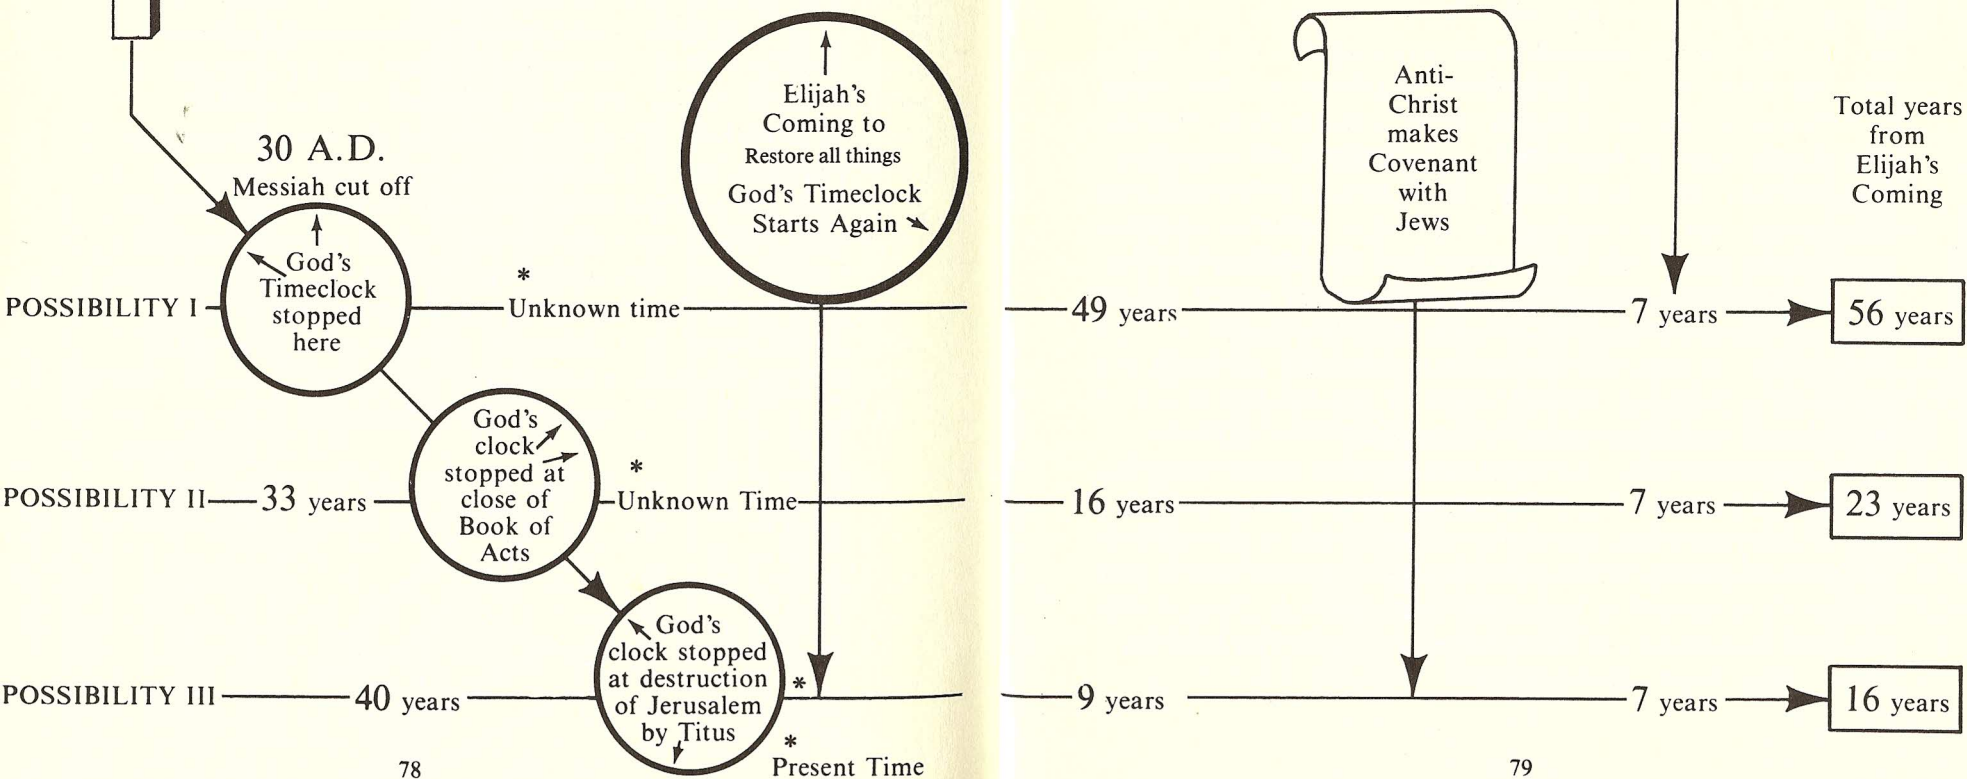 30 A.D.
Messiah cut off
Elijah's
Coming to
Restore all things
God's Timeclock
Starts Again
Anti-
Christ
makes
Covenant
with
Jews
Total years
from
Elijah's
Coming
POSSIBILITY I
God's
Timeclock
stopped
here
*
Unknown time
49 years
7 years
56 years
POSSIBILITY II
33 years
God's
clock
stopped at
close of
Book of
Acts
*
Unknown Time
16 years
7 years
23 years
POSSIBILITY III
40 years
God's
clock stopped
at destruction
of Jerusalem
by Titus
*
9 years
7 years
16 years
*
Present Time
78
79